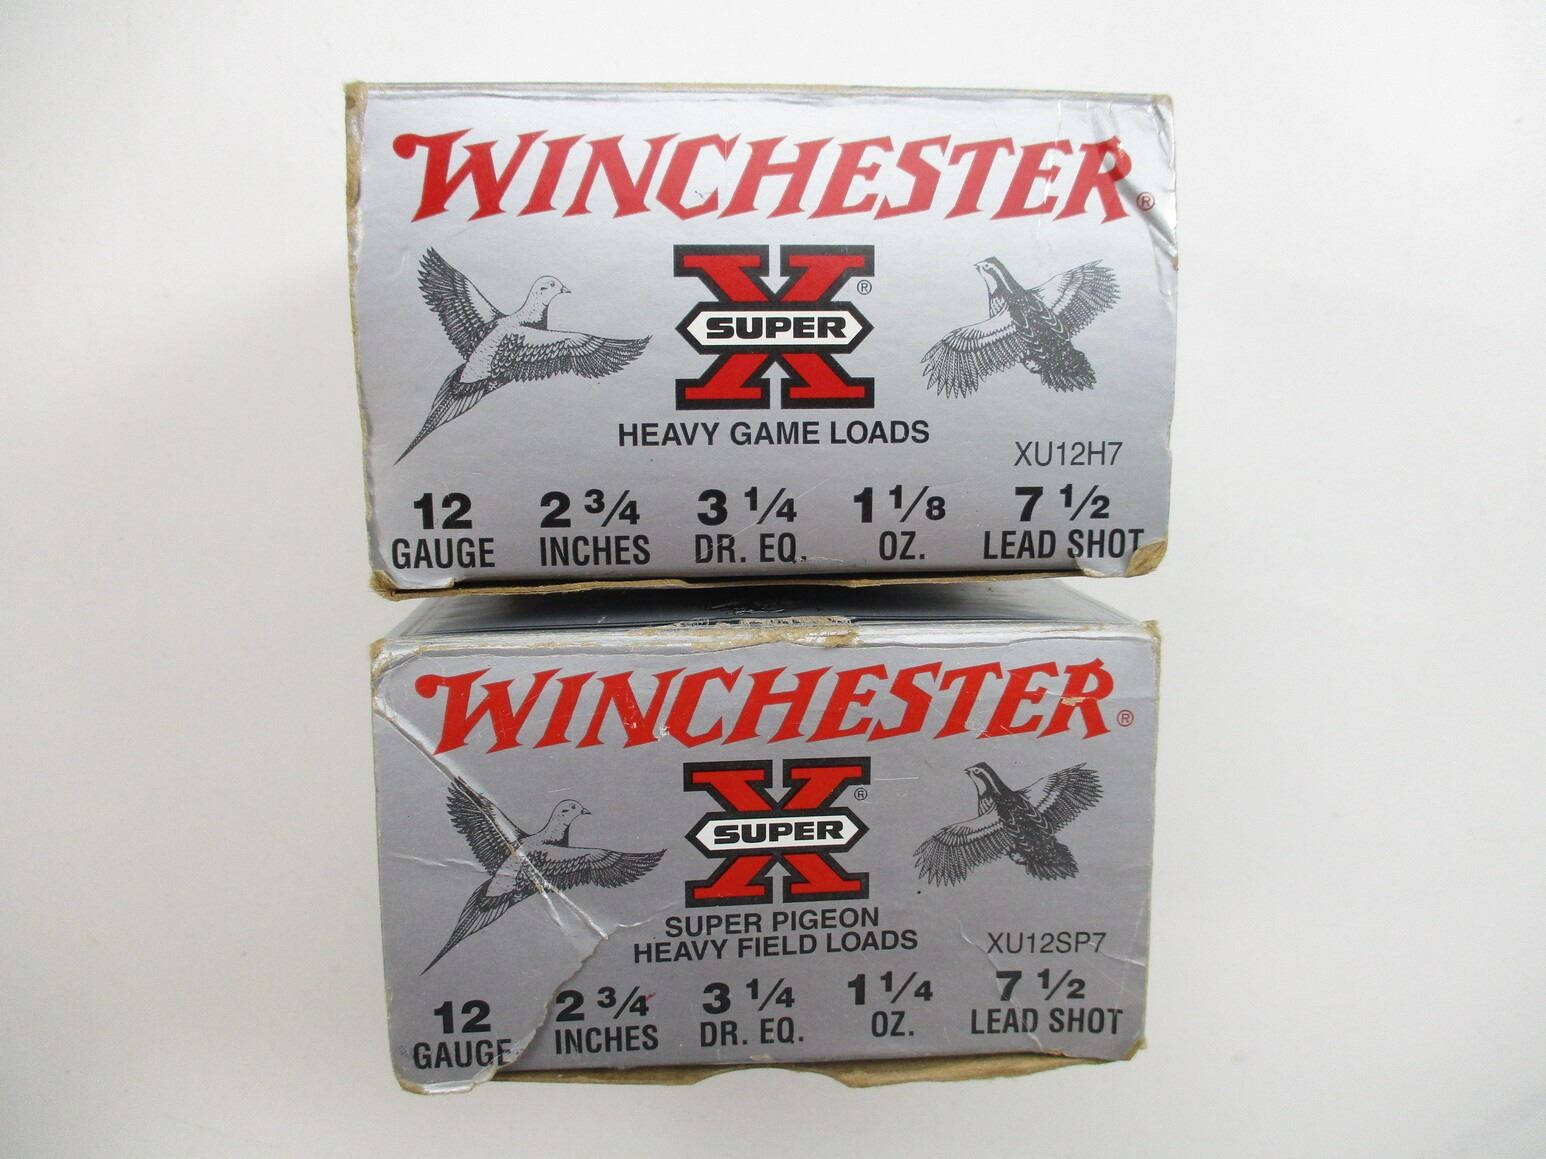 WINCHESTER®
X®
SUPER
HEAVY GAME LOADS
XU12H7
12 2 3/4 3 1/4 1 1/8 7 1/2
GAUGE INCHES DR. EQ. OZ. LEAD SHOT
WINCHESTER®
X®
SUPER
SUPER PIGEON
HEAVY FIELD LOADS
XU12SP7
12 2 3/4 3 1/4 1 1/4 7 1/2
GAUGE INCHES DR. EQ. OZ. LEAD SHOT